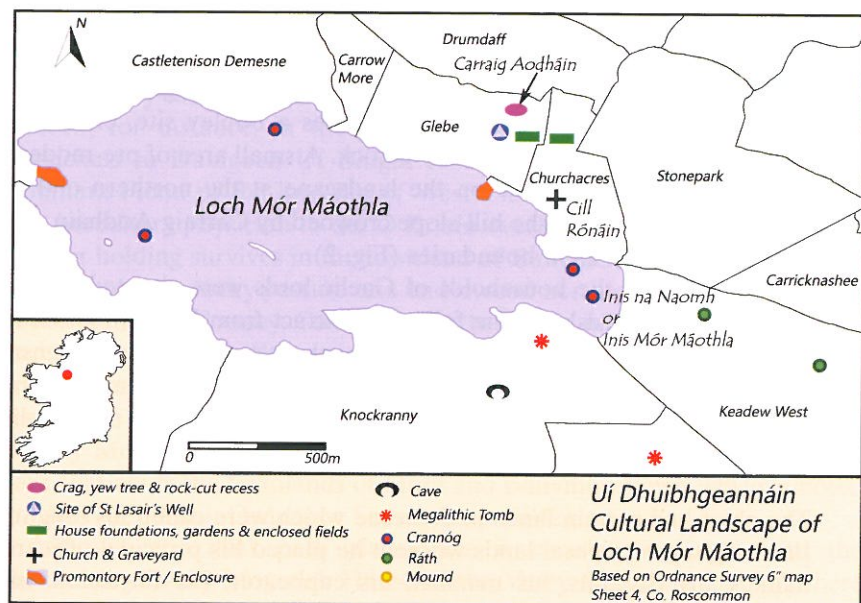 N
Drumdaff
Castletenison Demesne
Carrow
More
Carraig Aodháin
Glebe
Stonepark
Churchacres
Loch Mór Máothla
Cill
Rónáin
Carricknashee
Inis na Naomh
or
Inis Mór Máothla
Knockranny
Keadew West
0
500m
Crag, yew tree & rock-cut recess
Site of St Lasair's Well
House foundations, gardens & enclosed fields
Church & Graveyard
Promontory Fort / Enclosure
Cave
Megalithic Tomb
Crannóg
Ráth
Mound
Uí Dhuibhgeannáin
Cultural Landscape of
Loch Mór Máothla
Based on Ordnance Survey 6" map
Sheet 4, Co. Roscommon